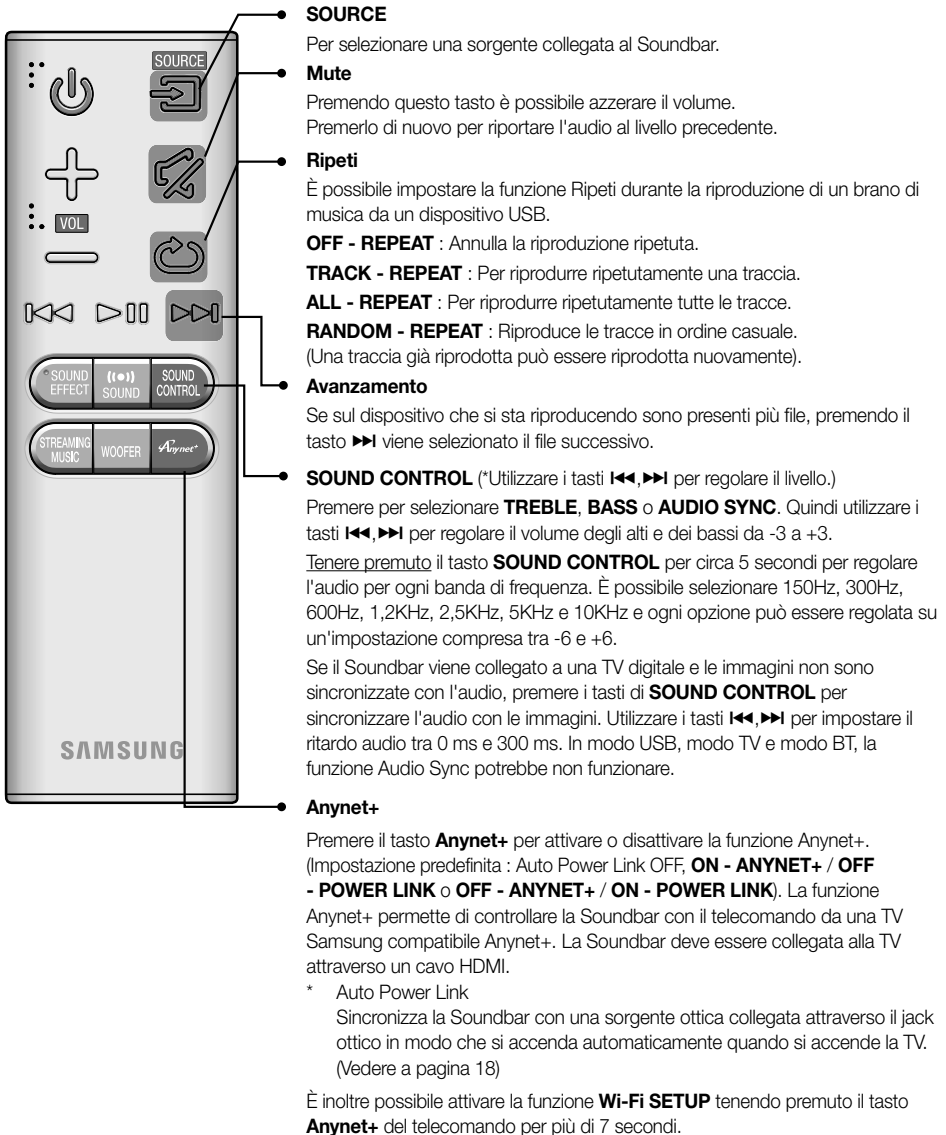 SOURCE
VOL
SOUND EFFECT
SOUND
SOUND CONTROL
STREAMING MUSIC
WOOFER
Anynet+
SAMSUNG
SOURCE
Per selezionare una sorgente collegata al Soundbar.
Mute
Premendo questo tasto è possibile azzerare il volume.
Premerlo di nuovo per riportare l'audio al livello precedente.
Ripeti
È possibile impostare la funzione Ripeti durante la riproduzione di un brano di
musica da un dispositivo USB.
OFF - REPEAT : Annulla la riproduzione ripetuta.
TRACK - REPEAT : Per riprodurre ripetutamente una traccia.
ALL - REPEAT : Per riprodurre ripetutamente tutte le tracce.
RANDOM - REPEAT : Riproduce le tracce in ordine casuale.
(Una traccia già riprodotta può essere riprodotta nuovamente).
Avanzamento
Se sul dispositivo che si sta riproducendo sono presenti più file, premendo il
tasto ▶▶I viene selezionato il file successivo.
SOUND CONTROL (*Utilizzare i tasti I◀◀,▶▶I per regolare il livello.)
Premere per selezionare TREBLE, BASS o AUDIO SYNC. Quindi utilizzare i
tasti I◀◀,▶▶I per regolare il volume degli alti e dei bassi da -3 a +3.
Tenere premuto il tasto SOUND CONTROL per circa 5 secondi per regolare
l'audio per ogni banda di frequenza. È possibile selezionare 150Hz, 300Hz,
600Hz, 1,2KHz, 2,5KHz, 5KHz e 10KHz e ogni opzione può essere regolata su
un'impostazione compresa tra -6 e +6.
Se il Soundbar viene collegato a una TV digitale e le immagini non sono
sincronizzate con l'audio, premere i tasti di SOUND CONTROL per
sincronizzare l'audio con le immagini. Utilizzare i tasti I◀◀,▶▶I per impostare il
ritardo audio tra 0 ms e 300 ms. In modo USB, modo TV e modo BT, la
funzione Audio Sync potrebbe non funzionare.
Anynet+
Premere il tasto Anynet+ per attivare o disattivare la funzione Anynet+.
(Impostazione predefinita : Auto Power Link OFF, ON - ANYNET+ / OFF
- POWER LINK o OFF - ANYNET+ / ON - POWER LINK). La funzione
Anynet+ permette di controllare la Soundbar con il telecomando da una TV
Samsung compatibile Anynet+. La Soundbar deve essere collegata alla TV
attraverso un cavo HDMI.
* Auto Power Link
Sincronizza la Soundbar con una sorgente ottica collegata attraverso il jack
ottico in modo che si accenda automaticamente quando si accende la TV.
(Vedere a pagina 18)
È inoltre possibile attivare la funzione Wi-Fi SETUP tenendo premuto il tasto
Anynet+ del telecomando per più di 7 secondi.